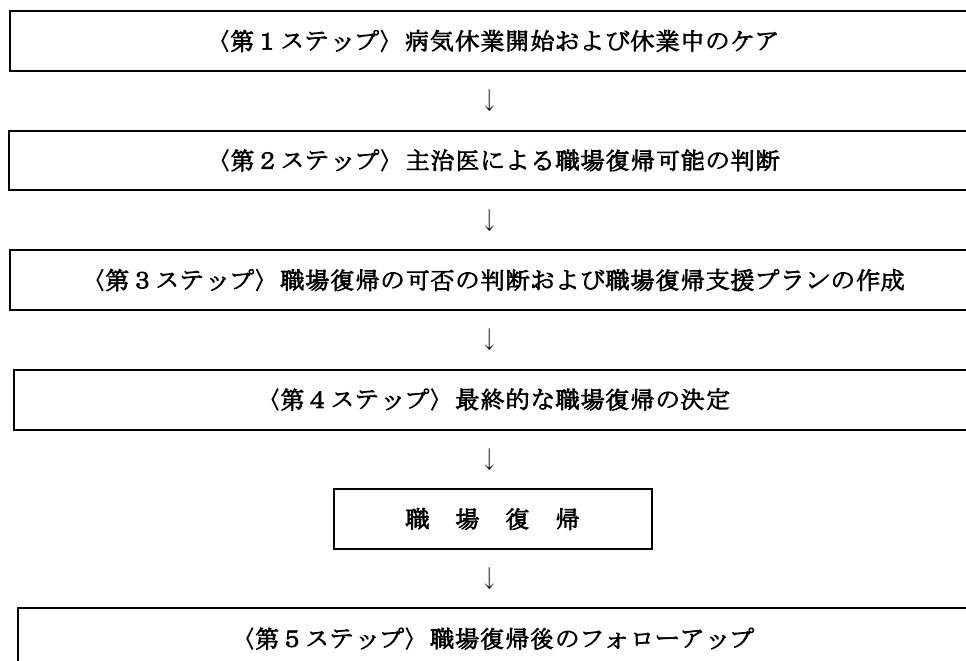 〈第１ステップ〉病気休業開始および休業中のケア
↓
〈第２ステップ〉主治医による職場復帰可能の判断
↓
〈第３ステップ〉職場復帰の可否の判断および職場復帰支援プランの作成
↓
〈第４ステップ〉最終的な職場復帰の決定
↓
職　場　復　帰
↓
〈第５ステップ〉職場復帰後のフォローアップ